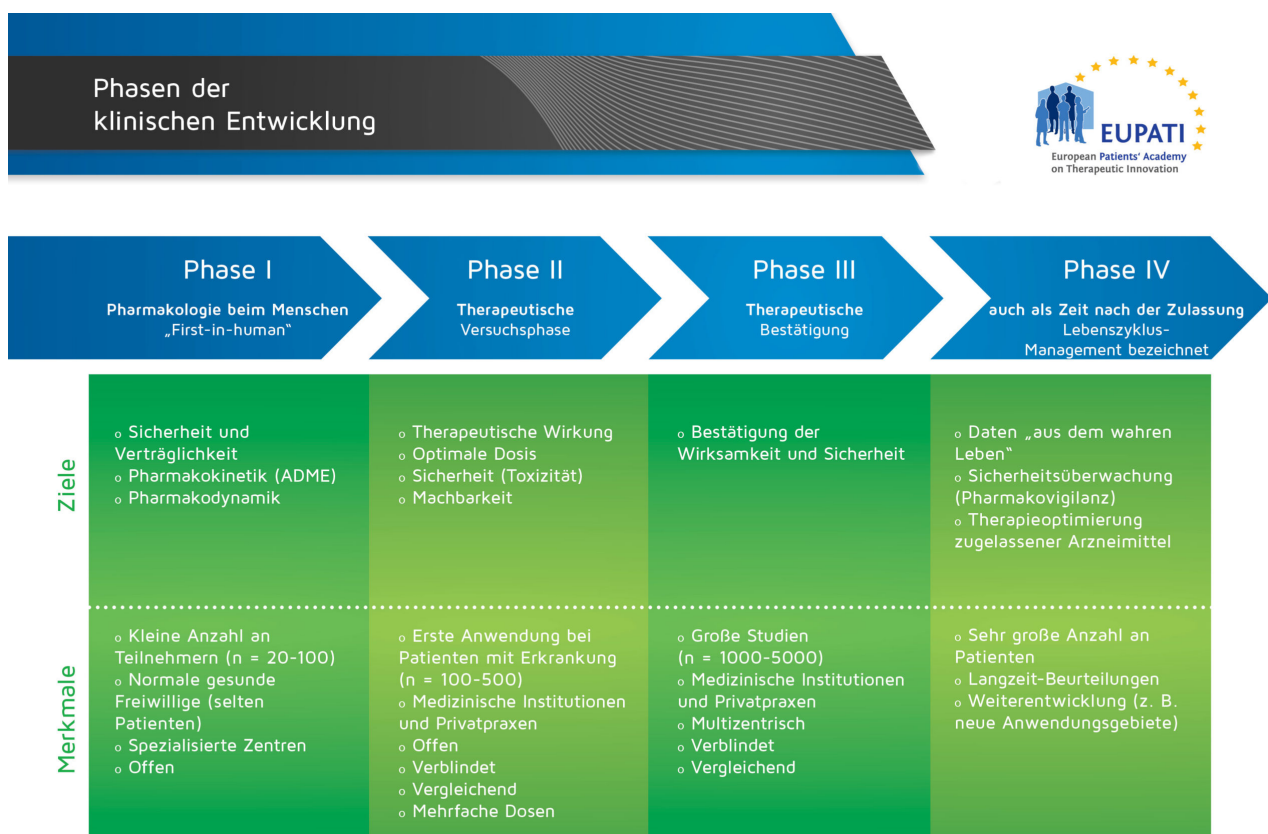 Phasen der
klinischen Entwicklung
EUPATI
European Patients' Academy
on Therapeutic Innovation
Phase I
Pharmakologie beim Menschen
„First-in-human“
Phase II
Therapeutische
Versuchsphase
Phase III
Therapeutische
Bestätigung
Phase IV
auch als Zeit nach der Zulassung
Lebenszyklus-
Management bezeichnet
Ziele
o Sicherheit und
Verträglichkeit
o Pharmakokinetik (ADME)
o Pharmakodynamik
o Therapeutische Wirkung
o Optimale Dosis
o Sicherheit (Toxizität)
o Machbarkeit
o Bestätigung der
Wirksamkeit und Sicherheit
o Daten „aus dem wahren
Leben“
o Sicherheitsüberwachung
(Pharmakovigilanz)
o Therapieoptimierung
zugelassener Arzneimittel
Merkmale
o Kleine Anzahl an
Teilnehmern (n = 20-100)
o Normale gesunde
Freiwillige (selten
Patienten)
o Spezialisierte Zentren
o Offen
o Erste Anwendung bei
Patienten mit Erkrankung
(n = 100-500)
o Medizinische Institutionen
und Privatpraxen
o Offen
o Verblindet
o Vergleichend
o Mehrfache Dosen
o Große Studien
(n = 1000-5000)
o Medizinische Institutionen
und Privatpraxen
o Multizentrisch
o Verblindet
o Vergleichend
o Sehr große Anzahl an
Patienten
o Langzeit-Beurteilungen
o Weiterentwicklung (z. B.
neue Anwendungsgebiete)